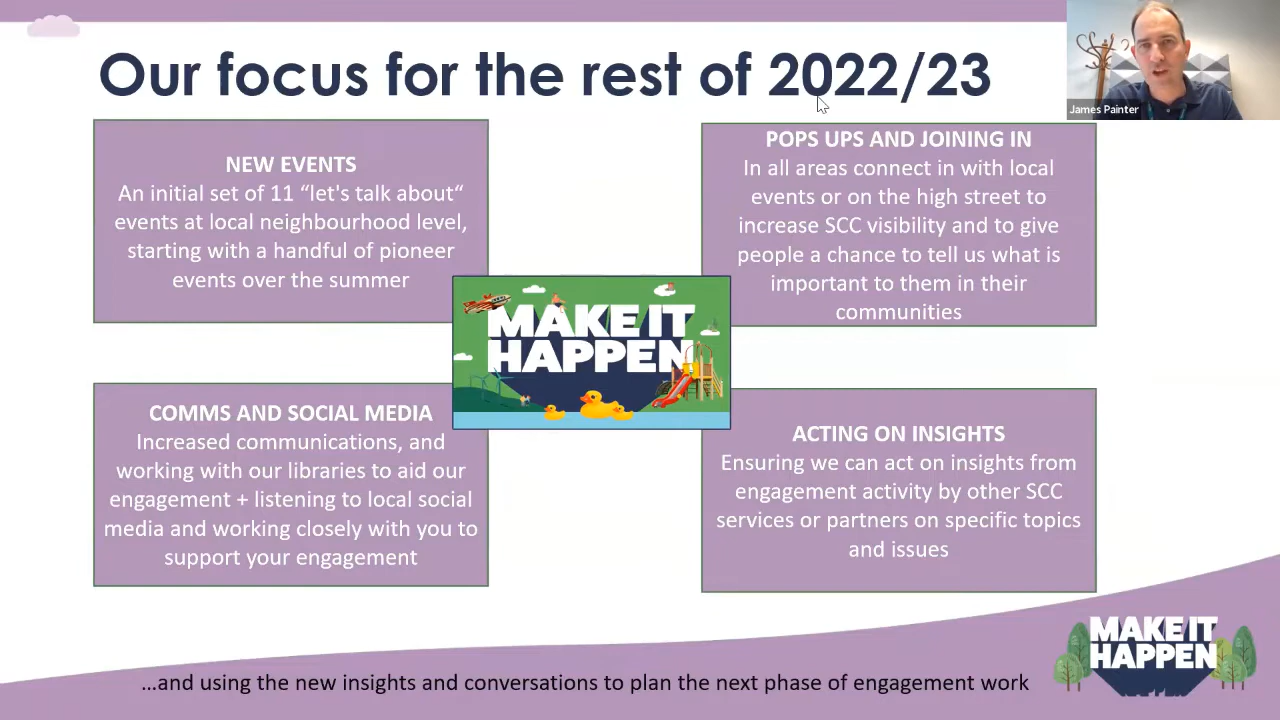 Our focus for the rest of 2022/23
James Painter
NEW EVENTS
An initial set of 11 “let's talk about“
events at local neighbourhood level,
starting with a handful of pioneer
events over the summer
POPS UPS AND JOINING IN
In all areas connect in with local
events or on the high street to
increase SCC visibility and to give
people a chance to tell us what is
important to them in their
communities
MAKE IT
HAPPEN
COMMS AND SOCIAL MEDIA
Increased communications, and
working with our libraries to aid our
engagement + listening to local social
media and working closely with you to
support your engagement
ACTING ON INSIGHTS
Ensuring we can act on insights from
engagement activity by other SCC
services or partners on specific topics
and issues
MAKE IT
HAPPEN
...and using the new insights and conversations to plan the next phase of engagement work